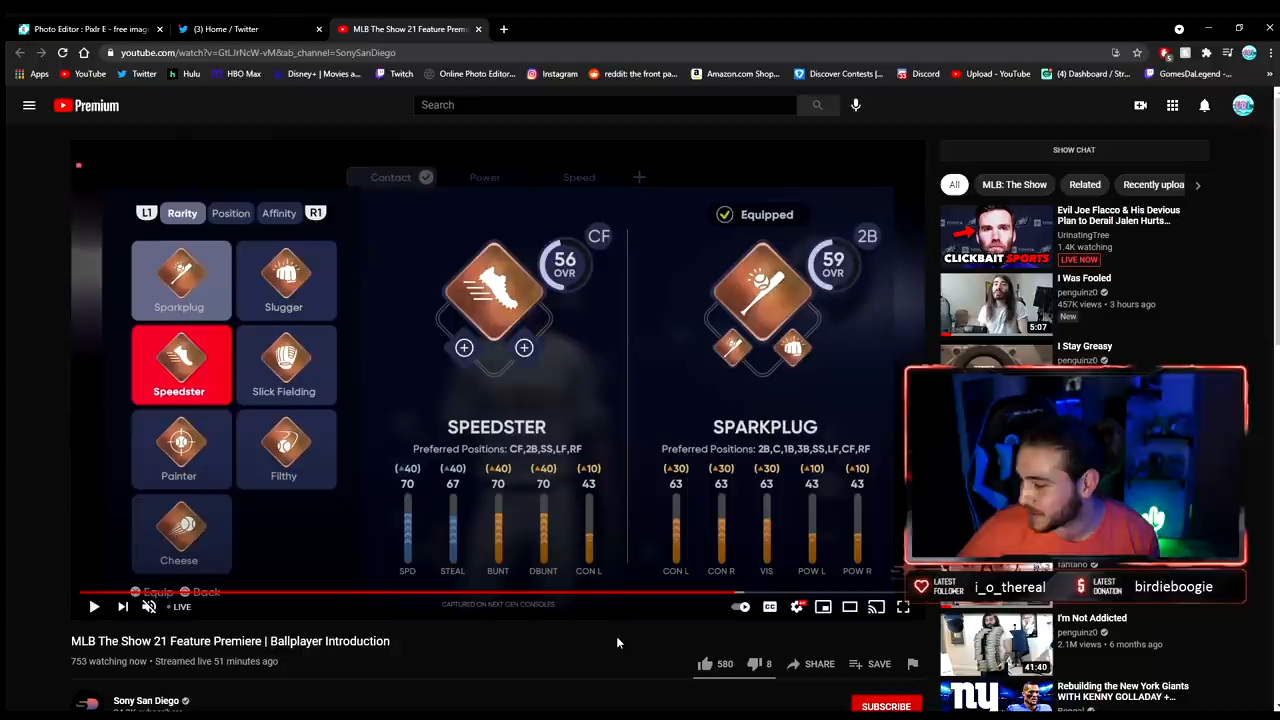 Photo Editor : Pixlr E - free imag
(3) Home / Twitter
MLB The Show 21 Feature Premi
youtube.com/watch?v=GtLJrNcW-vM&ab_channel=SonySanDiego
Apps
YouTube
Twitter
Hulu
HBO Max
Disney+ | Movies a...
Twitch
Online Photo Editor...
Instagram
reddit: the front pa...
Amazon.com Shop...
Discover Contests |...
Discord
Upload - YouTube
(4) Dashboard / Str...
GomesDaLegend -...
Premium
Search
SHOW CHAT
Contact
Power
Speed
All
MLB: The Show
Related
Recently uploa
L1
Rarity
Position
Affinity
R1
Equipped
CF
56
OVR
2B
59
OVR
Sparkplug
Slugger
Speedster
Slick Fielding
Painter
Filthy
Cheese
SPEEDSTER
Preferred Positions: CF,2B,SS,LF,RF
(▲40) (▲40) (▲40) (▲40) (▲10)
70 67 70 70 43
SPD STEAL BUNT DBUNT CON L
SPARKPLUG
Preferred Positions: 2B,C,1B,3B,SS,LF,CF,RF
(▲30) (▲30) (▲30) (▲10) (▲10)
63 63 63 43 43
CON L CON R VIS POW L POW R
Equip
Back
CAPTURED ON NEXT GEN CONSOLES
LIVE
MLB The Show 21 Feature Premiere | Ballplayer Introduction
753 watching now • Streamed live 51 minutes ago
580
8
SHARE
SAVE
Sony San Diego
SUBSCRIBE
CLICKBAIT SPORTS
Evil Joe Flacco & His Devious
Plan to Derail Jalen Hurts...
UrinatingTree
1.4K watching
LIVE NOW
I Was Fooled
penguinz0
457K views • 3 hours ago
New
5:07
I Stay Greasy
penguinz0
LATEST
FOLLOWER
i_o_thereal
LATEST
DONATION
birdieboogie
I'm Not Addicted
penguinz0
2.1M views • 6 months ago
41:40
Rebuilding the New York Giants
WITH KENNY GOLLADAY +
ny